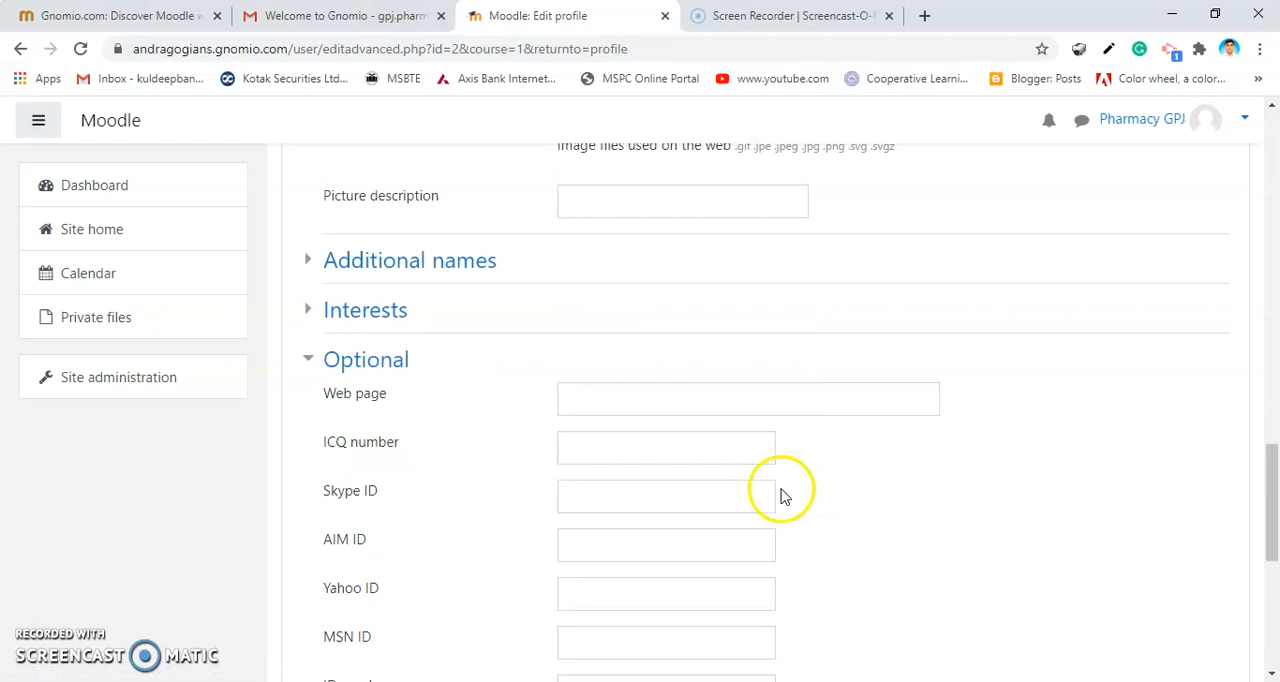 Gnomio.com: Discover Moodle w
Welcome to Gnomio - gpj.pharm
Moodle: Edit profile
Screen Recorder | Screencast-O-
andragogians.gnomio.com/user/editadvanced.php?id=2&course=1&returnto=profile
1
Apps
Inbox - kuldeepban...
Kotak Securities Ltd...
MSBTE
Axis Bank Internet...
MSPC Online Portal
www.youtube.com
Cooperative Learni...
Blogger: Posts
Color wheel, a color...
»
Moodle
Pharmacy GPJ
Dashboard
Site home
Calendar
Private files
Site administration
Image files used on the web .gif .jpe .jpeg .jpg .png .svg .svgz
Picture description
Additional names
Interests
Optional
Web page
ICQ number
Skype ID
AIM ID
Yahoo ID
MSN ID
RECORDED WITH
SCREENCAST MATIC